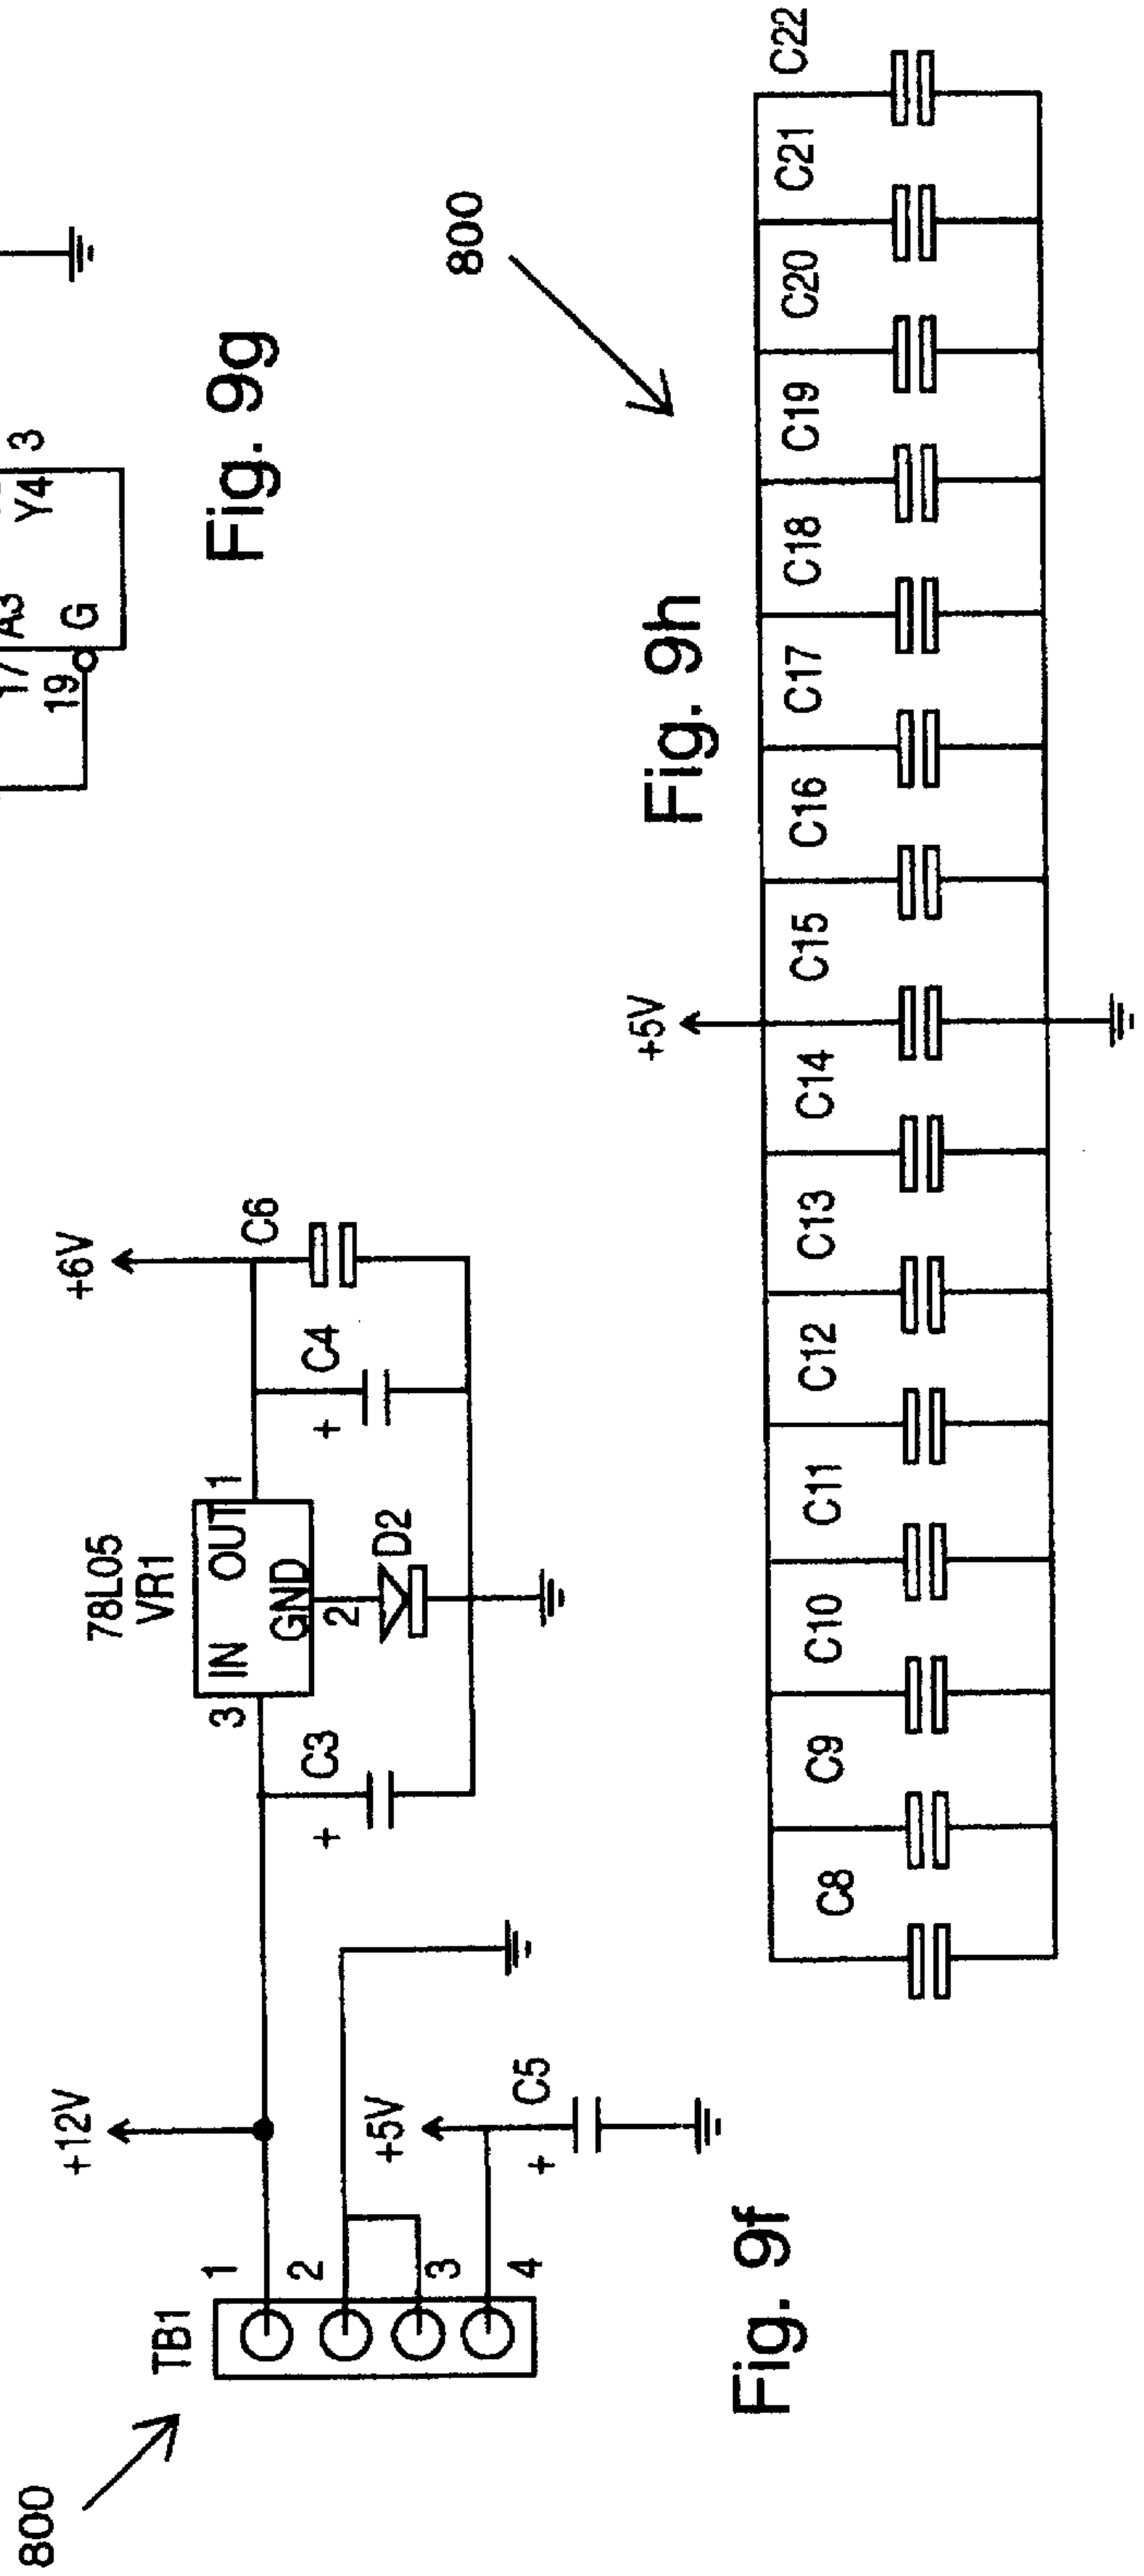 800
TB1
1
2
3
4
+12V
+5V
+
C5
Fig. 9f
78L05
VR1
3
IN
OUT
1
GND
2
D2
+
C3
+
C4
C6
+6V
17
A3
Y4
3
19
G
Fig. 9g
800
Fig. 9h
+5V
C8
C9
C10
C11
C12
C13
C14
C15
C16
C17
C18
C19
C20
C21
C22